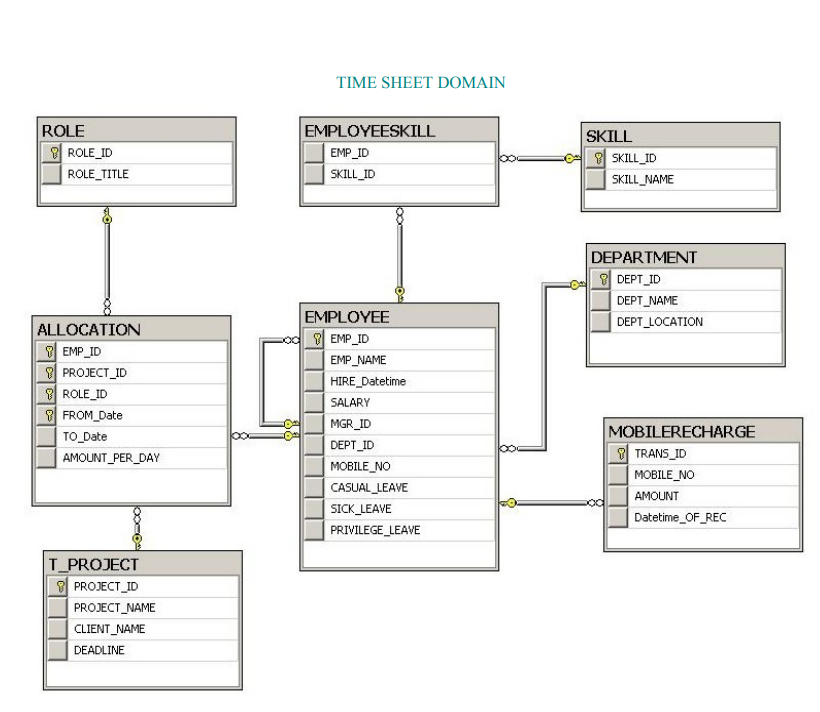 TIME SHEET DOMAIN
ROLE
ROLE_ID
ROLE_TITLE
EMPLOYEESKILL
EMP_ID
SKILL_ID
SKILL
SKILL_ID
SKILL_NAME
DEPARTMENT
DEPT_ID
DEPT_NAME
DEPT_LOCATION
ALLOCATION
EMP_ID
PROJECT_ID
ROLE_ID
FROM_Date
TO_Date
AMOUNT_PER_DAY
EMPLOYEE
EMP_ID
EMP_NAME
HIRE_Datetime
SALARY
MGR_ID
DEPT_ID
MOBILE_NO
CASUAL_LEAVE
SICK_LEAVE
PRIVILEGE_LEAVE
MOBILERECHARGE
TRANS_ID
MOBILE_NO
AMOUNT
Datetime_OF_REC
T_PROJECT
PROJECT_ID
PROJECT_NAME
CLIENT_NAME
DEADLINE